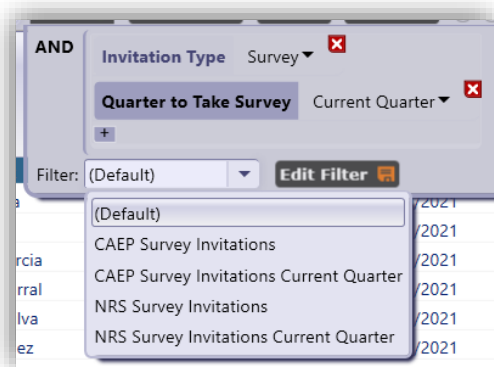 AND
Invitation Type Survey
Quarter to Take Survey Current Quarter
+
Filter: (Default) Edit Filter
(Default)
CAEP Survey Invitations
CAEP Survey Invitations Current Quarter
NRS Survey Invitations
NRS Survey Invitations Current Quarter
a /2021
/2021
rcia /2021
rral /2021
lva /2021
ez /2021